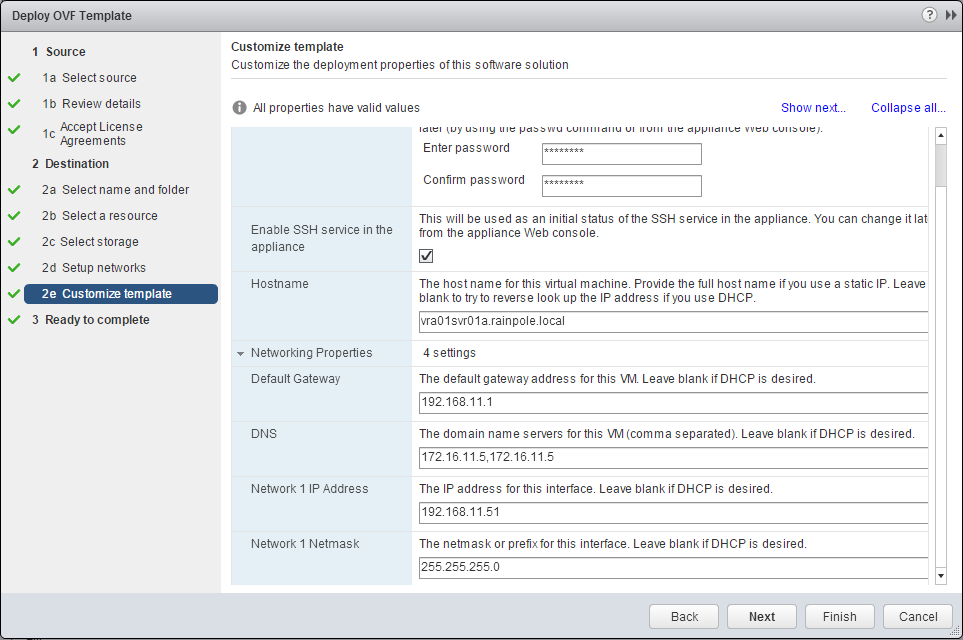 Deploy OVF Template
1 Source
1a Select source
1b Review details
1c Accept License
Agreements
2 Destination
2a Select name and folder
2b Select a resource
2c Select storage
2d Setup networks
2e Customize template
3 Ready to complete
Customize template
Customize the deployment properties of this software solution
All properties have valid values
Show next...
Collapse all...
later (by using the passwd command or from the appliance Web console).
Enter password
********
Confirm password
********
Enable SSH service in the
appliance
This will be used as an initial status of the SSH service in the appliance. You can change it lat
from the appliance Web console.
Hostname
The host name for this virtual machine. Provide the full host name if you use a static IP. Leave
blank to try to reverse look up the IP address if you use DHCP.
vra01svr01a.rainpole.local
Networking Properties
4 settings
Default Gateway
The default gateway address for this VM. Leave blank if DHCP is desired.
192.168.11.1
DNS
The domain name servers for this VM (comma separated). Leave blank if DHCP is desired.
172.16.11.5,172.16.11.5
Network 1 IP Address
The IP address for this interface. Leave blank if DHCP is desired.
192.168.11.51
Network 1 Netmask
The netmask or prefix for this interface. Leave blank if DHCP is desired.
255.255.255.0
Back
Next
Finish
Cancel